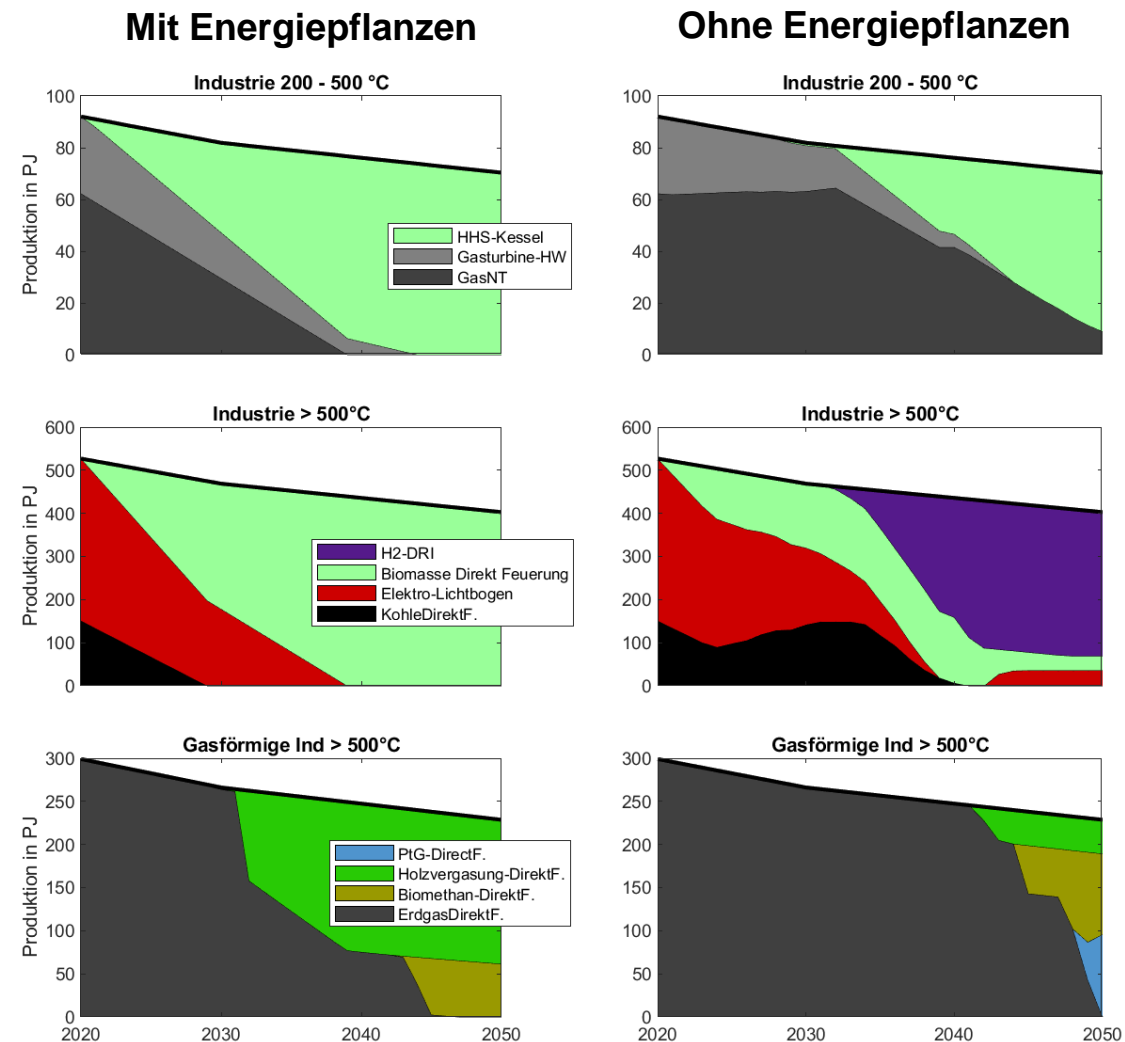 Mit Energiepflanzen
Ohne Energiepflanzen
Industrie 200 - 500 °C
Produktion in PJ
100
80
60
40
20
0
HHS-Kessel
Gasturbine-HW
GasNT
Industrie 200 - 500 °C
100
80
60
40
20
0
Industrie > 500°C
Produktion in PJ
600
500
400
300
200
100
0
H2-DRI
Biomasse Direkt Feuerung
Elektro-Lichtbogen
KohleDirektF.
Industrie > 500°C
600
500
400
300
200
100
0
Gasförmige Ind > 500°C
Produktion in PJ
300
250
200
150
100
50
0
PtG-DirectF.
Holzvergasung-DirektF.
Biomethan-DirektF.
ErdgasDirektF.
2020 2030 2040 2050
Gasförmige Ind > 500°C
300
250
200
150
100
50
0
2020 2030 2040 2050